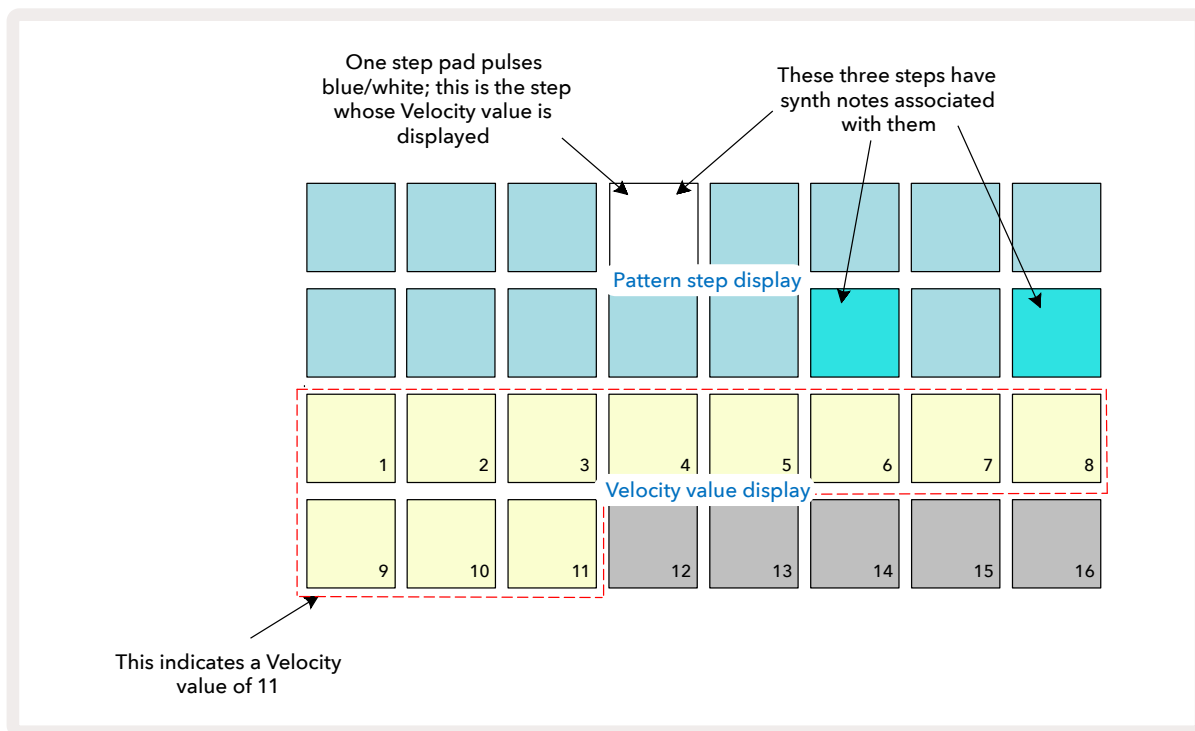 One step pad pulses
blue/white; this is the step
whose Velocity value is
displayed
These three steps have
synth notes associated
with them
Pattern step display
1
2
3
4
5
6
7
8
Velocity value display
9
10
11
12
13
14
15
16
This indicates a Velocity
value of 11